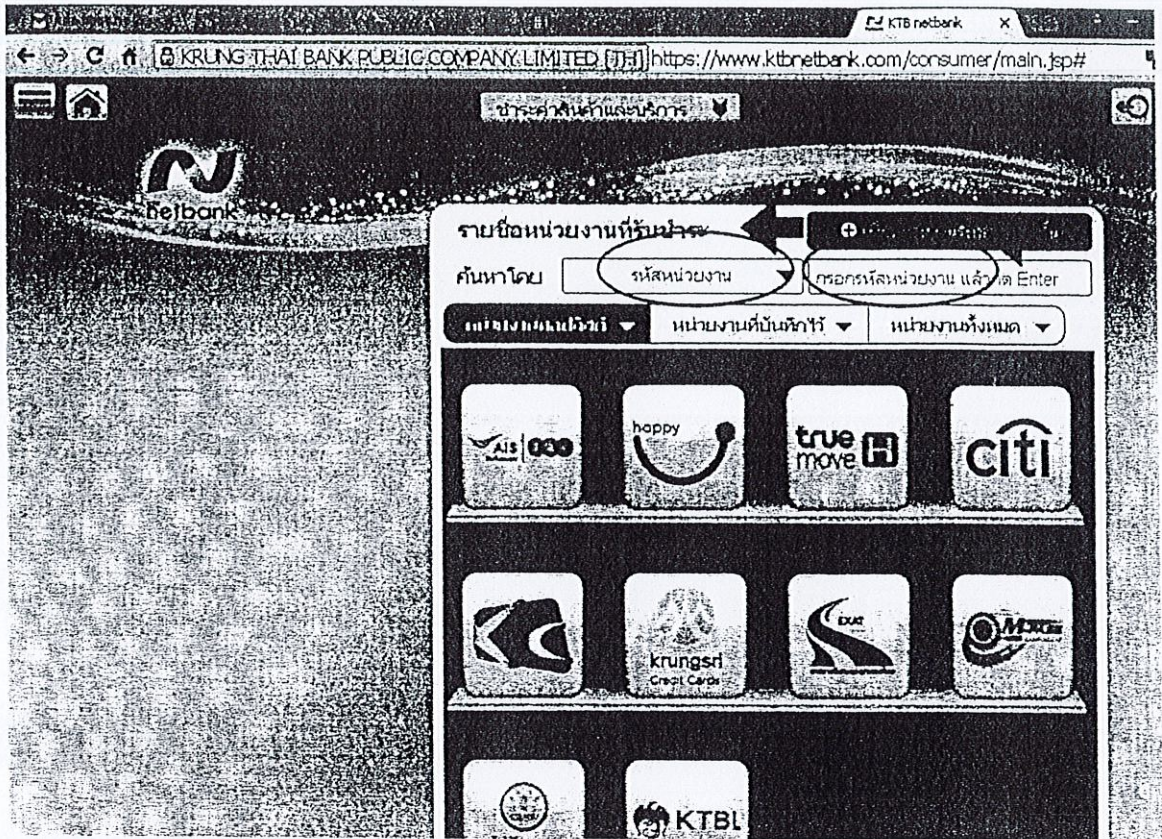 KTB netbank
KRUNG THAI BANK PUBLIC COMPANY LIMITED [TH] https://www.ktbnetbank.com/consumer/main.jsp#
ชำระค่าสินค้าและบริการ
netbank
รายชื่อหน่วยงานที่รับชำระ
ค้นหาโดย รหัสหน่วยงาน กรอกรหัสหน่วยงาน แล้วกด Enter
หน่วยงานที่บันทึกไว้ หน่วยงานทั้งหมด
AIS happy true move H citi
krungsri EXAT
Credit Cards
KTBL